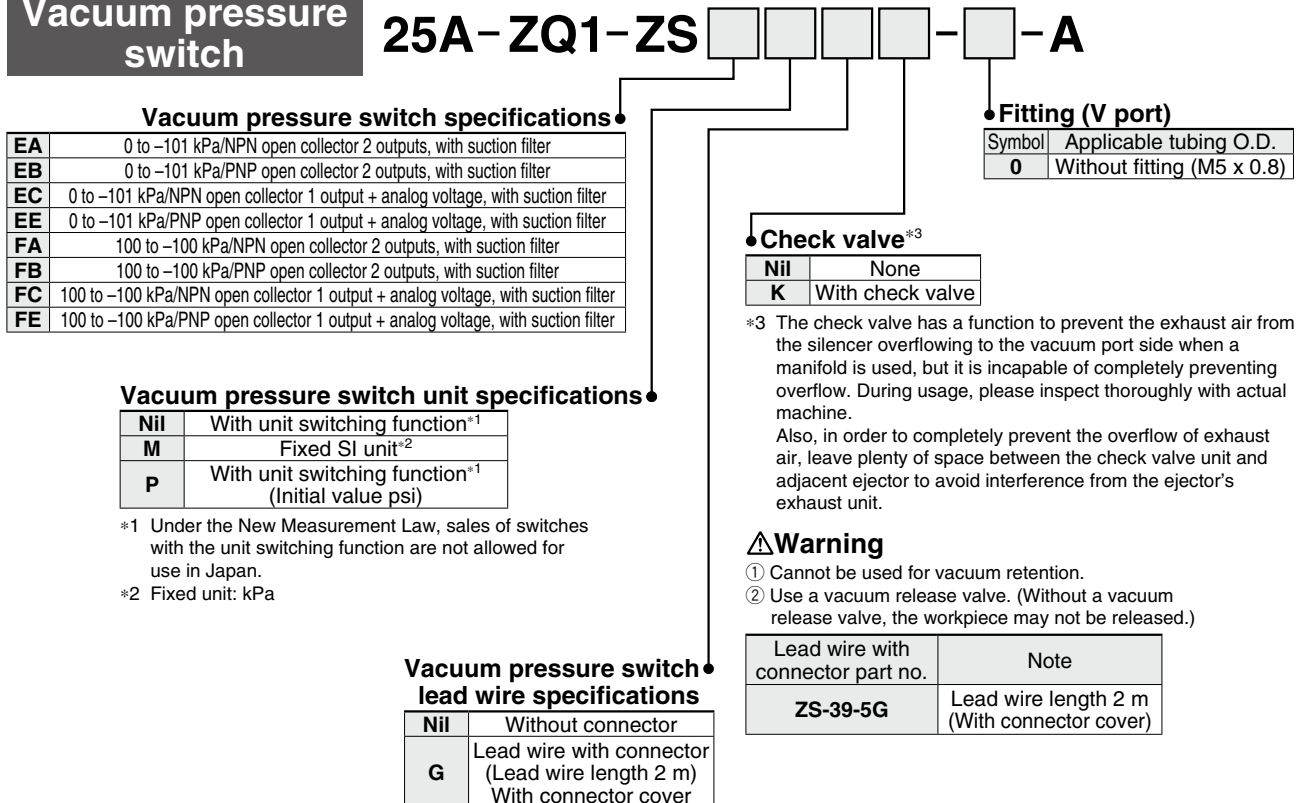 Vacuum pressure
switch
25A-ZQ1-ZS□□□□-□-A
Vacuum pressure switch specifications
EA 0 to –101 kPa/NPN open collector 2 outputs, with suction filter
EB 0 to –101 kPa/PNP open collector 2 outputs, with suction filter
EC 0 to –101 kPa/NPN open collector 1 output + analog voltage, with suction filter
EE 0 to –101 kPa/PNP open collector 1 output + analog voltage, with suction filter
FA 100 to –100 kPa/NPN open collector 2 outputs, with suction filter
FB 100 to –100 kPa/PNP open collector 2 outputs, with suction filter
FC 100 to –100 kPa/NPN open collector 1 output + analog voltage, with suction filter
FE 100 to –100 kPa/PNP open collector 1 output + analog voltage, with suction filter
Vacuum pressure switch unit specifications
Nil With unit switching function*1
M Fixed SI unit*2
P With unit switching function*1
(Initial value psi)
*1 Under the New Measurement Law, sales of switches
with the unit switching function are not allowed for
use in Japan.
*2 Fixed unit: kPa
Vacuum pressure switch
lead wire specifications
Nil Without connector
G Lead wire with connector
(Lead wire length 2 m)
With connector cover
Fitting (V port)
Symbol Applicable tubing O.D.
0 Without fitting (M5 x 0.8)
Check valve*3
Nil None
K With check valve
*3 The check valve has a function to prevent the exhaust air from
the silencer overflowing to the vacuum port side when a
manifold is used, but it is incapable of completely preventing
overflow. During usage, please inspect thoroughly with actual
machine.
Also, in order to completely prevent the overflow of exhaust
air, leave plenty of space between the check valve unit and
adjacent ejector to avoid interference from the ejector's
exhaust unit.
⚠Warning
① Cannot be used for vacuum retention.
② Use a vacuum release valve. (Without a vacuum
release valve, the workpiece may not be released.)
Lead wire with
connector part no. Note
ZS-39-5G Lead wire length 2 m
(With connector cover)